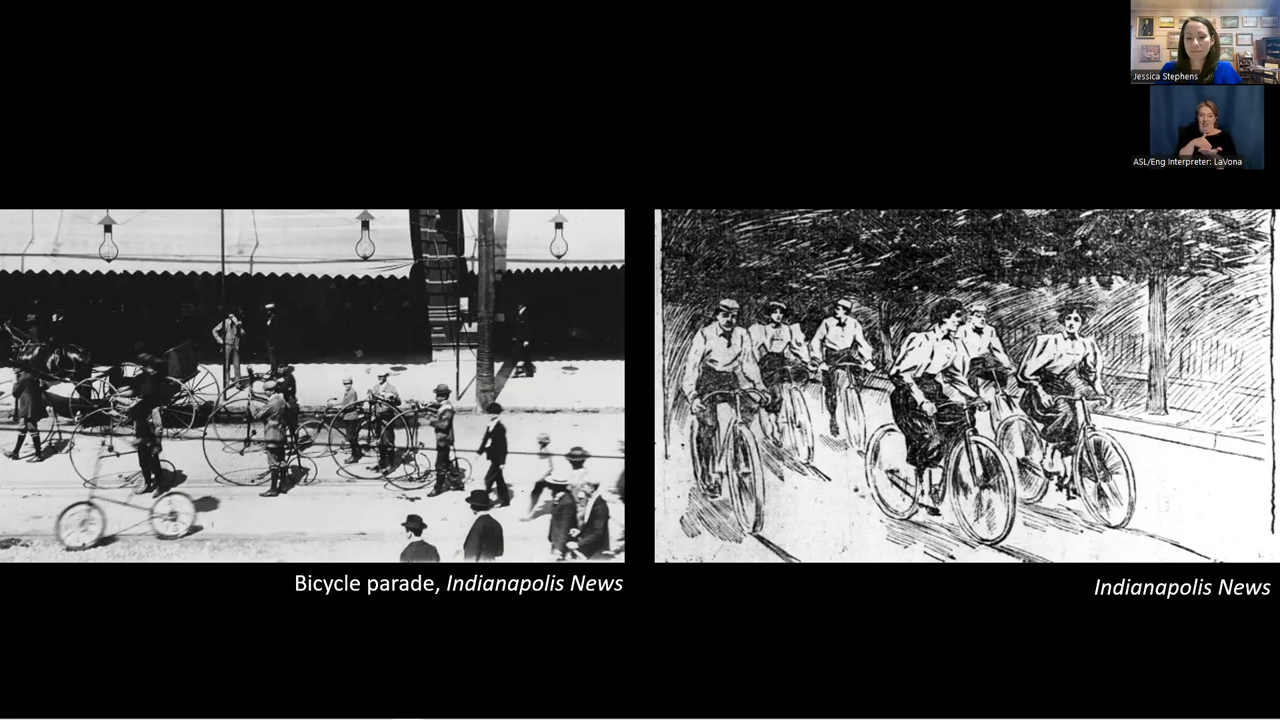 Jessica Stephens
ASL/Eng Interpreter: LaVona
Bicycle parade, Indianapolis News
Indianapolis News